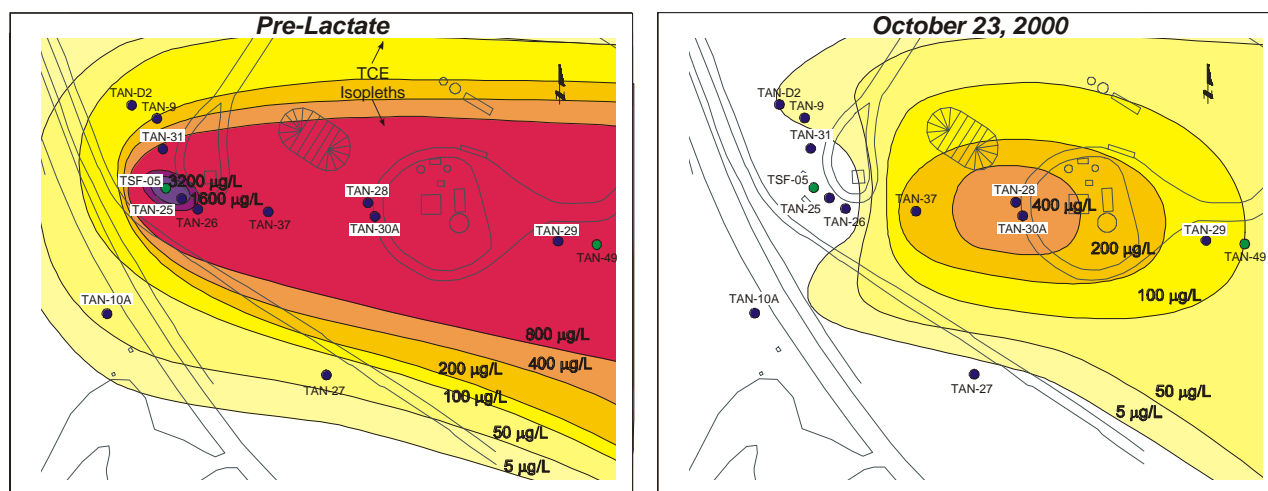 Pre-Lactate
TCE
Isopleths
TAN-D2
TAN-9
TAN-31
TSF-05
3200 µg/L
1600 µg/L
TAN-25
TAN-26
TAN-37
TAN-28
TAN-30A
TAN-29
TAN-49
TAN-10A
TAN-27
800 µg/L
400 µg/L
200 µg/L
100 µg/L
50 µg/L
5 µg/L
October 23, 2000
TAN-D2
TAN-9
TAN-31
TSF-05
TAN-25
TAN-26
TAN-37
TAN-28
400 µg/L
TAN-30A
TAN-29
TAN-49
200 µg/L
100 µg/L
TAN-10A
TAN-27
50 µg/L
5 µg/L